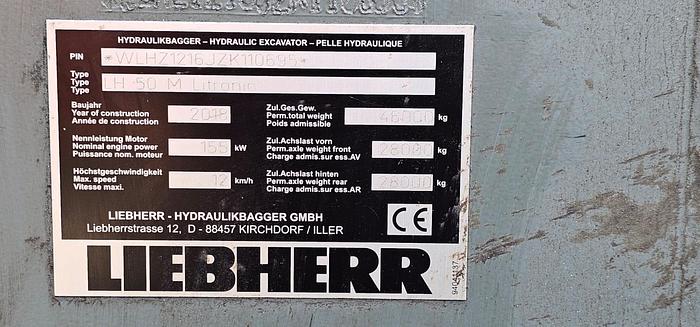 HYDRAULIKBAGGER – HYDRAULIC EXCAVATOR – PELLE HYDRAULIQUE
PIN *WLHZ1216JZK110695*
Type
Type LH 50 M Litronic
Type
Baujahr
Year of construction 2018
Année de construction
Zul.Ges.Gew.
Perm.total weight 46000 kg
Poids admissible
Nennleistung Motor
Nominal engine power 155 kW
Puissance nom. moteur
Zul.Achslast vorn
Perm.axle weight front 28000 kg
Charge admis.sur ess.AV
Höchstgeschwindigkeit
Max. speed 12 km/h
Vitesse maxi.
Zul.Achslast hinten
Perm.axle weight rear 28000 kg
Charge admis.sur ess.AR
LIEBHERR - HYDRAULIKBAGGER GMBH
Liebherrstrasse 12, D - 88457 KIRCHDORF / ILLER
CE
LIEBHERR